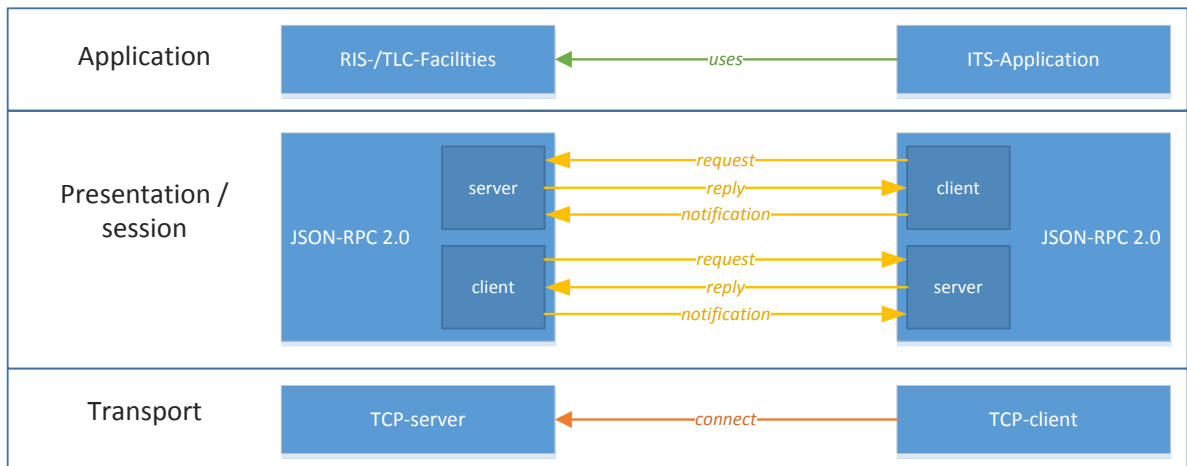 Application
RIS-/TLC-Facilities
uses
ITS-Application
Presentation /
session
JSON-RPC 2.0
server
client
request
reply
notification
request
reply
notification
client
server
JSON-RPC 2.0
Transport
TCP-server
connect
TCP-client